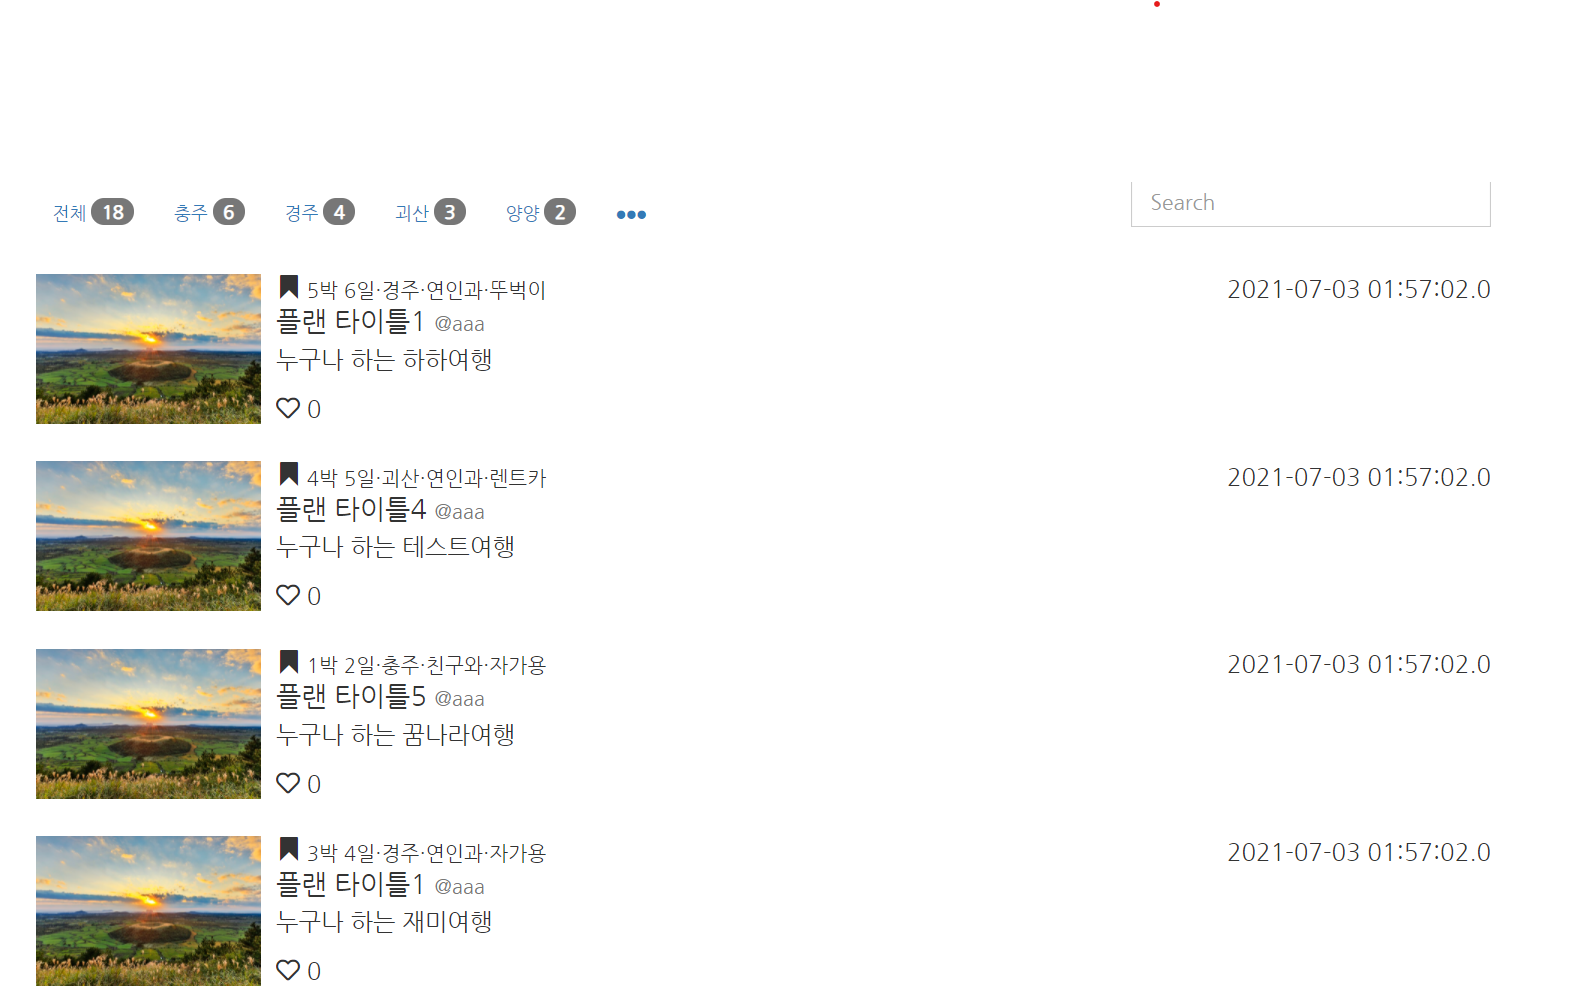 전체 18 충주 6 경주 4 괴산 3 양양 2 •••
Search
5박 6일·경주·연인과·뚜벅이
2021-07-03 01:57:02.0
플랜 타이틀1 @aaa
누구나 하는 하하여행
0
4박 5일·괴산·연인과·렌트카
2021-07-03 01:57:02.0
플랜 타이틀4 @aaa
누구나 하는 테스트여행
0
1박 2일·충주·친구와·자가용
2021-07-03 01:57:02.0
플랜 타이틀5 @aaa
누구나 하는 꿈나라여행
0
3박 4일·경주·연인과·자가용
2021-07-03 01:57:02.0
플랜 타이틀1 @aaa
누구나 하는 재미여행
0